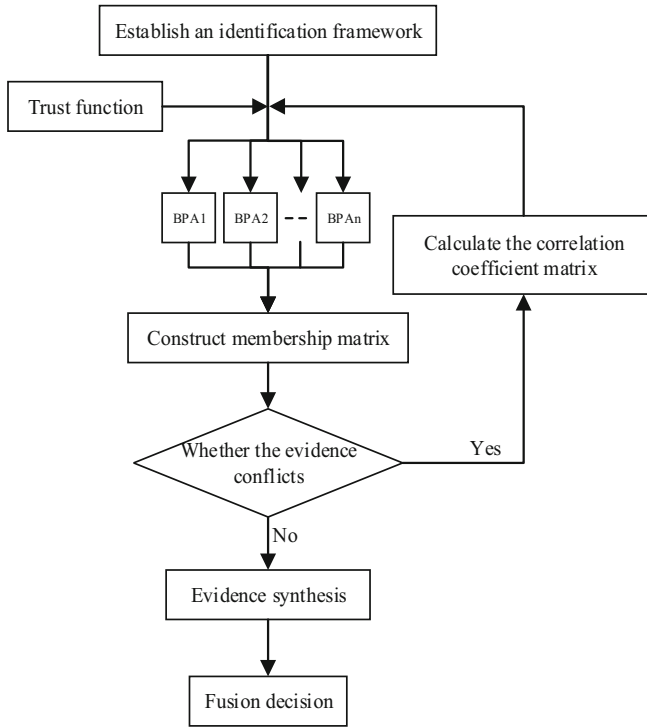 Establish an identification framework
Trust function
BPA1 BPA2 -- BPAn
Calculate the correlation
coefficient matrix
Construct membership matrix
Whether the evidence
conflicts
Yes
No
Evidence synthesis
Fusion decision